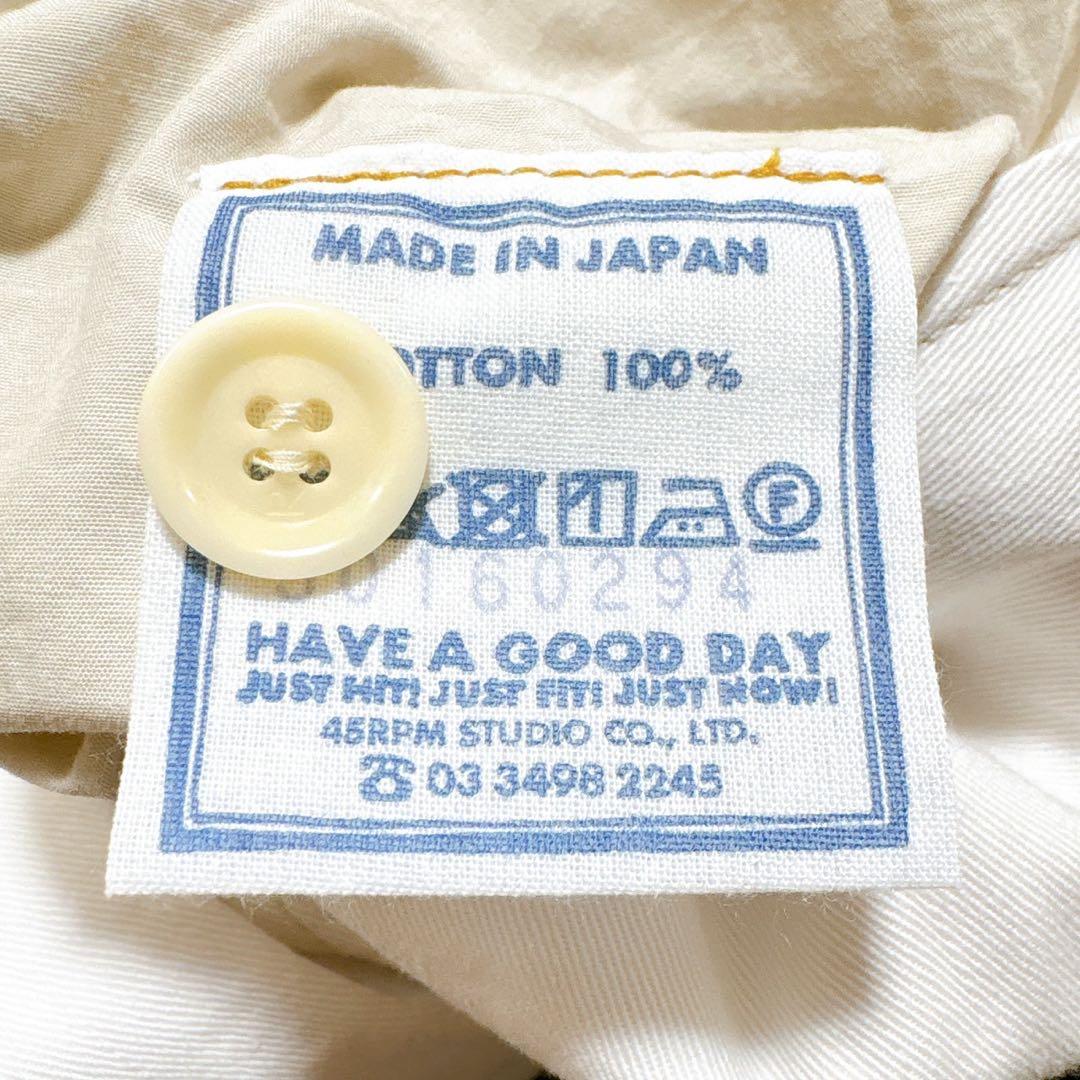 MADE IN JAPAN
100%
F
HAVE A GOOD DAY
JUST HIT! JUST FIT! JUST NOW!
45RPM STUDIO CO., LTD.
☎ 03 3498 2245